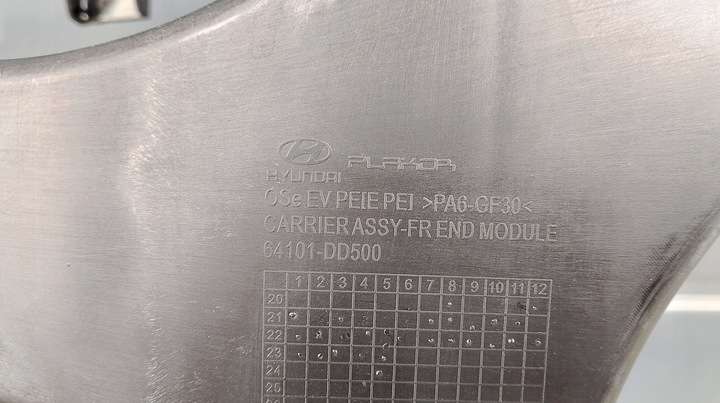 HYUNDAI PLAKOR
OSe EV PEIE PEI >PA6-GF30<
CARRIER ASSY-FR END MODULE
64101-DD500
1 2 3 4 5 6 7 8 9 10 11 12
20
21
22
23
24
25